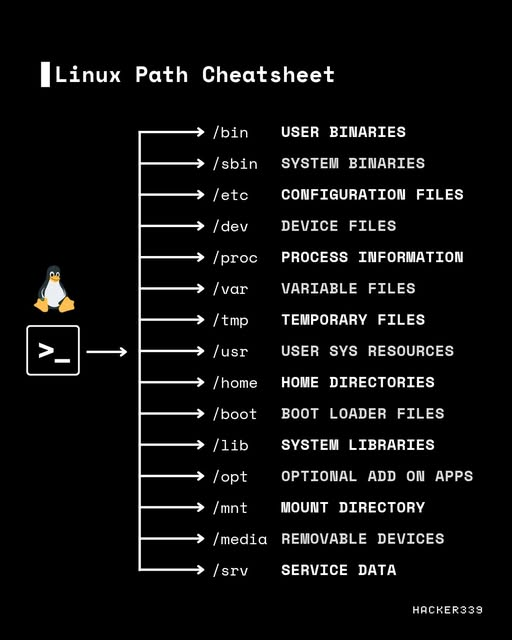 Linux Path Cheatsheet
/bin USER BINARIES
/sbin SYSTEM BINARIES
/etc CONFIGURATION FILES
/dev DEVICE FILES
/proc PROCESS INFORMATION
/var VARIABLE FILES
/tmp TEMPORARY FILES
>_ /usr USER SYS RESOURCES
/home HOME DIRECTORIES
/boot BOOT LOADER FILES
/lib SYSTEM LIBRARIES
/opt OPTIONAL ADD ON APPS
/mnt MOUNT DIRECTORY
/media REMOVABLE DEVICES
/srv SERVICE DATA
HACKER339